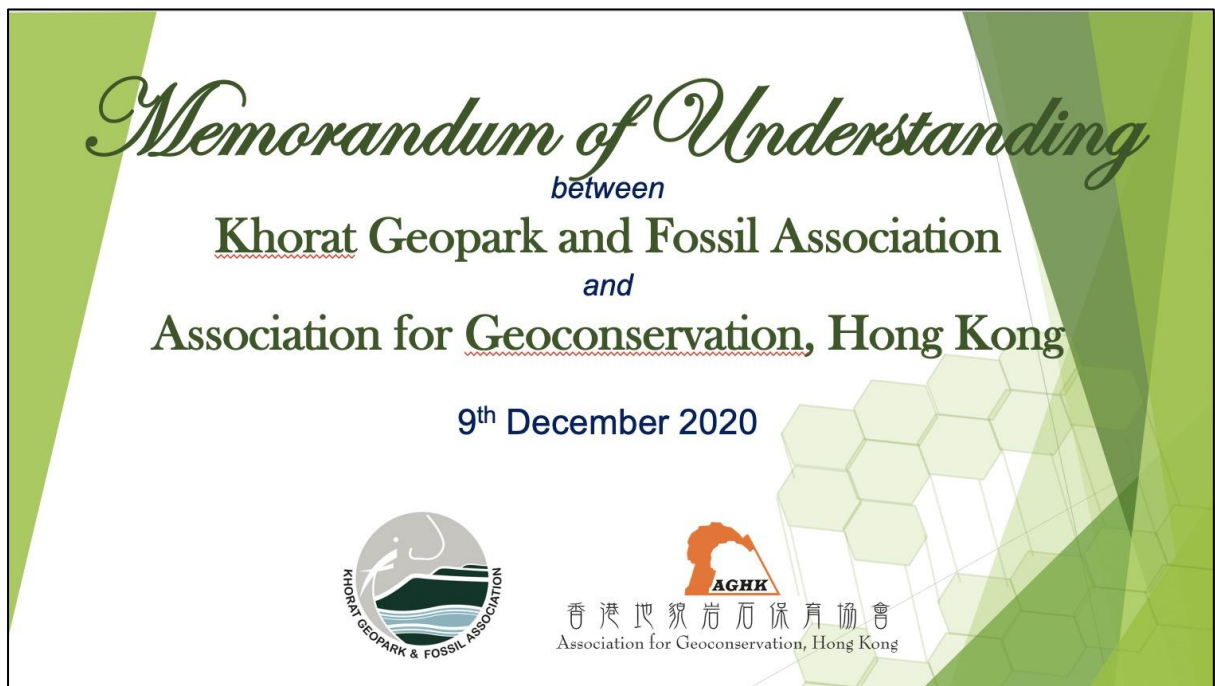 Memorandum of Understanding
between
Khorat Geopark and Fossil Association
and
Association for Geoconservation, Hong Kong
9th December 2020
KHORAT GEOPARK & FOSSIL ASSOCIATION
AGHK
香港地貌岩石保育協會
Association for Geoconservation, Hong Kong